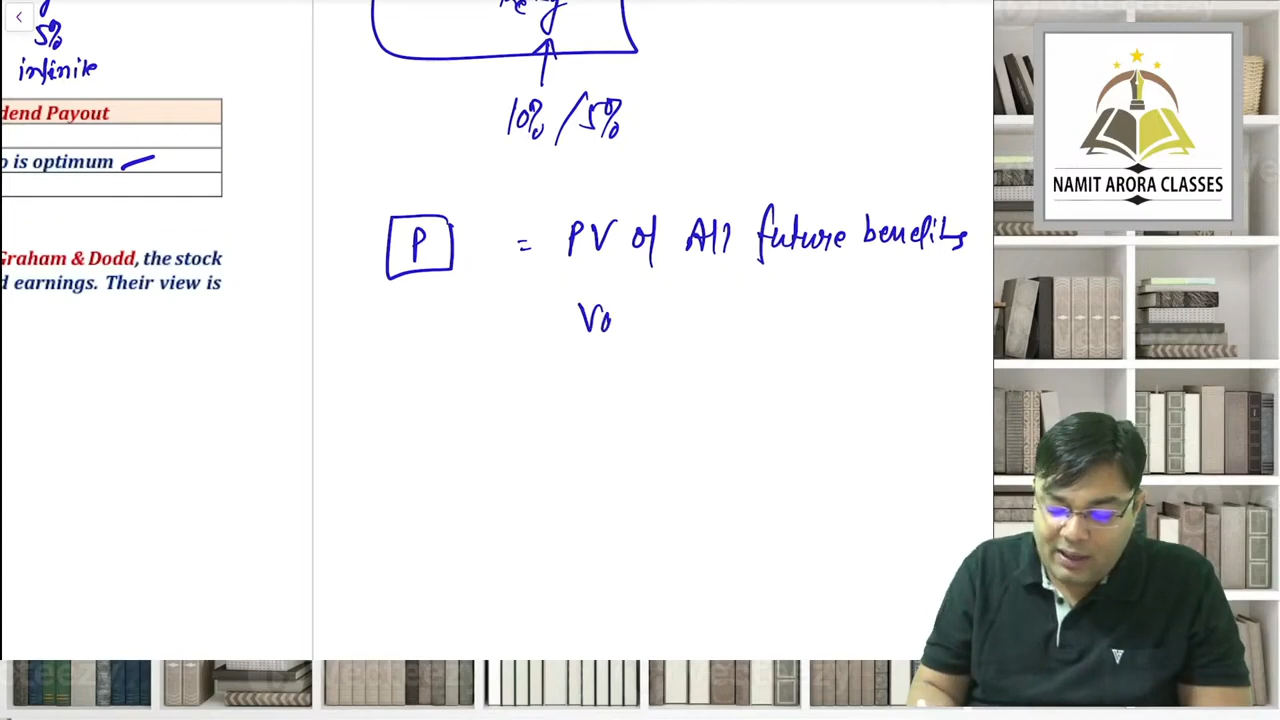 5%
infinite
10% / 5%
dend Payout
o is optimum
P = PV of All future benefits
Graham & Dodd, the stock
d earnings. Their view is
Vo
NAMIT ARORA CLASSES